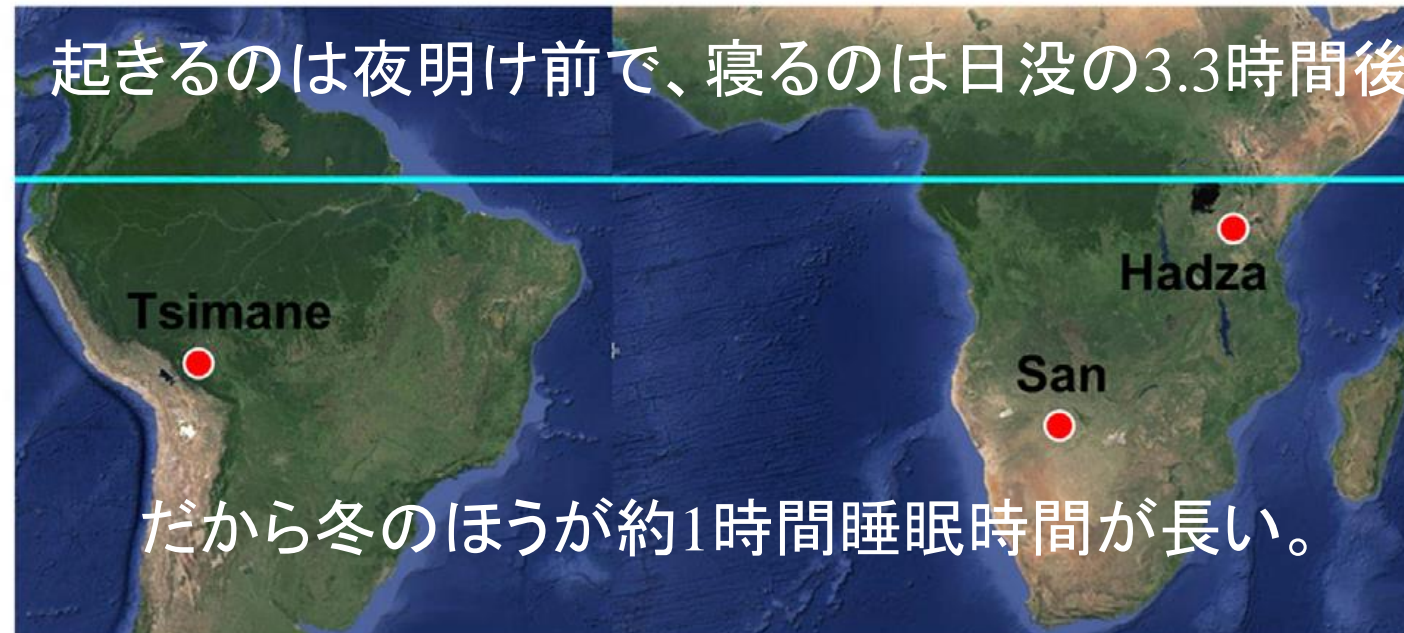 起きるのは夜明け前で、寝るのは日没の3.3時間後
Hadza
Tsimane
San
だから冬のほうが約1時間睡眠時間が長い。